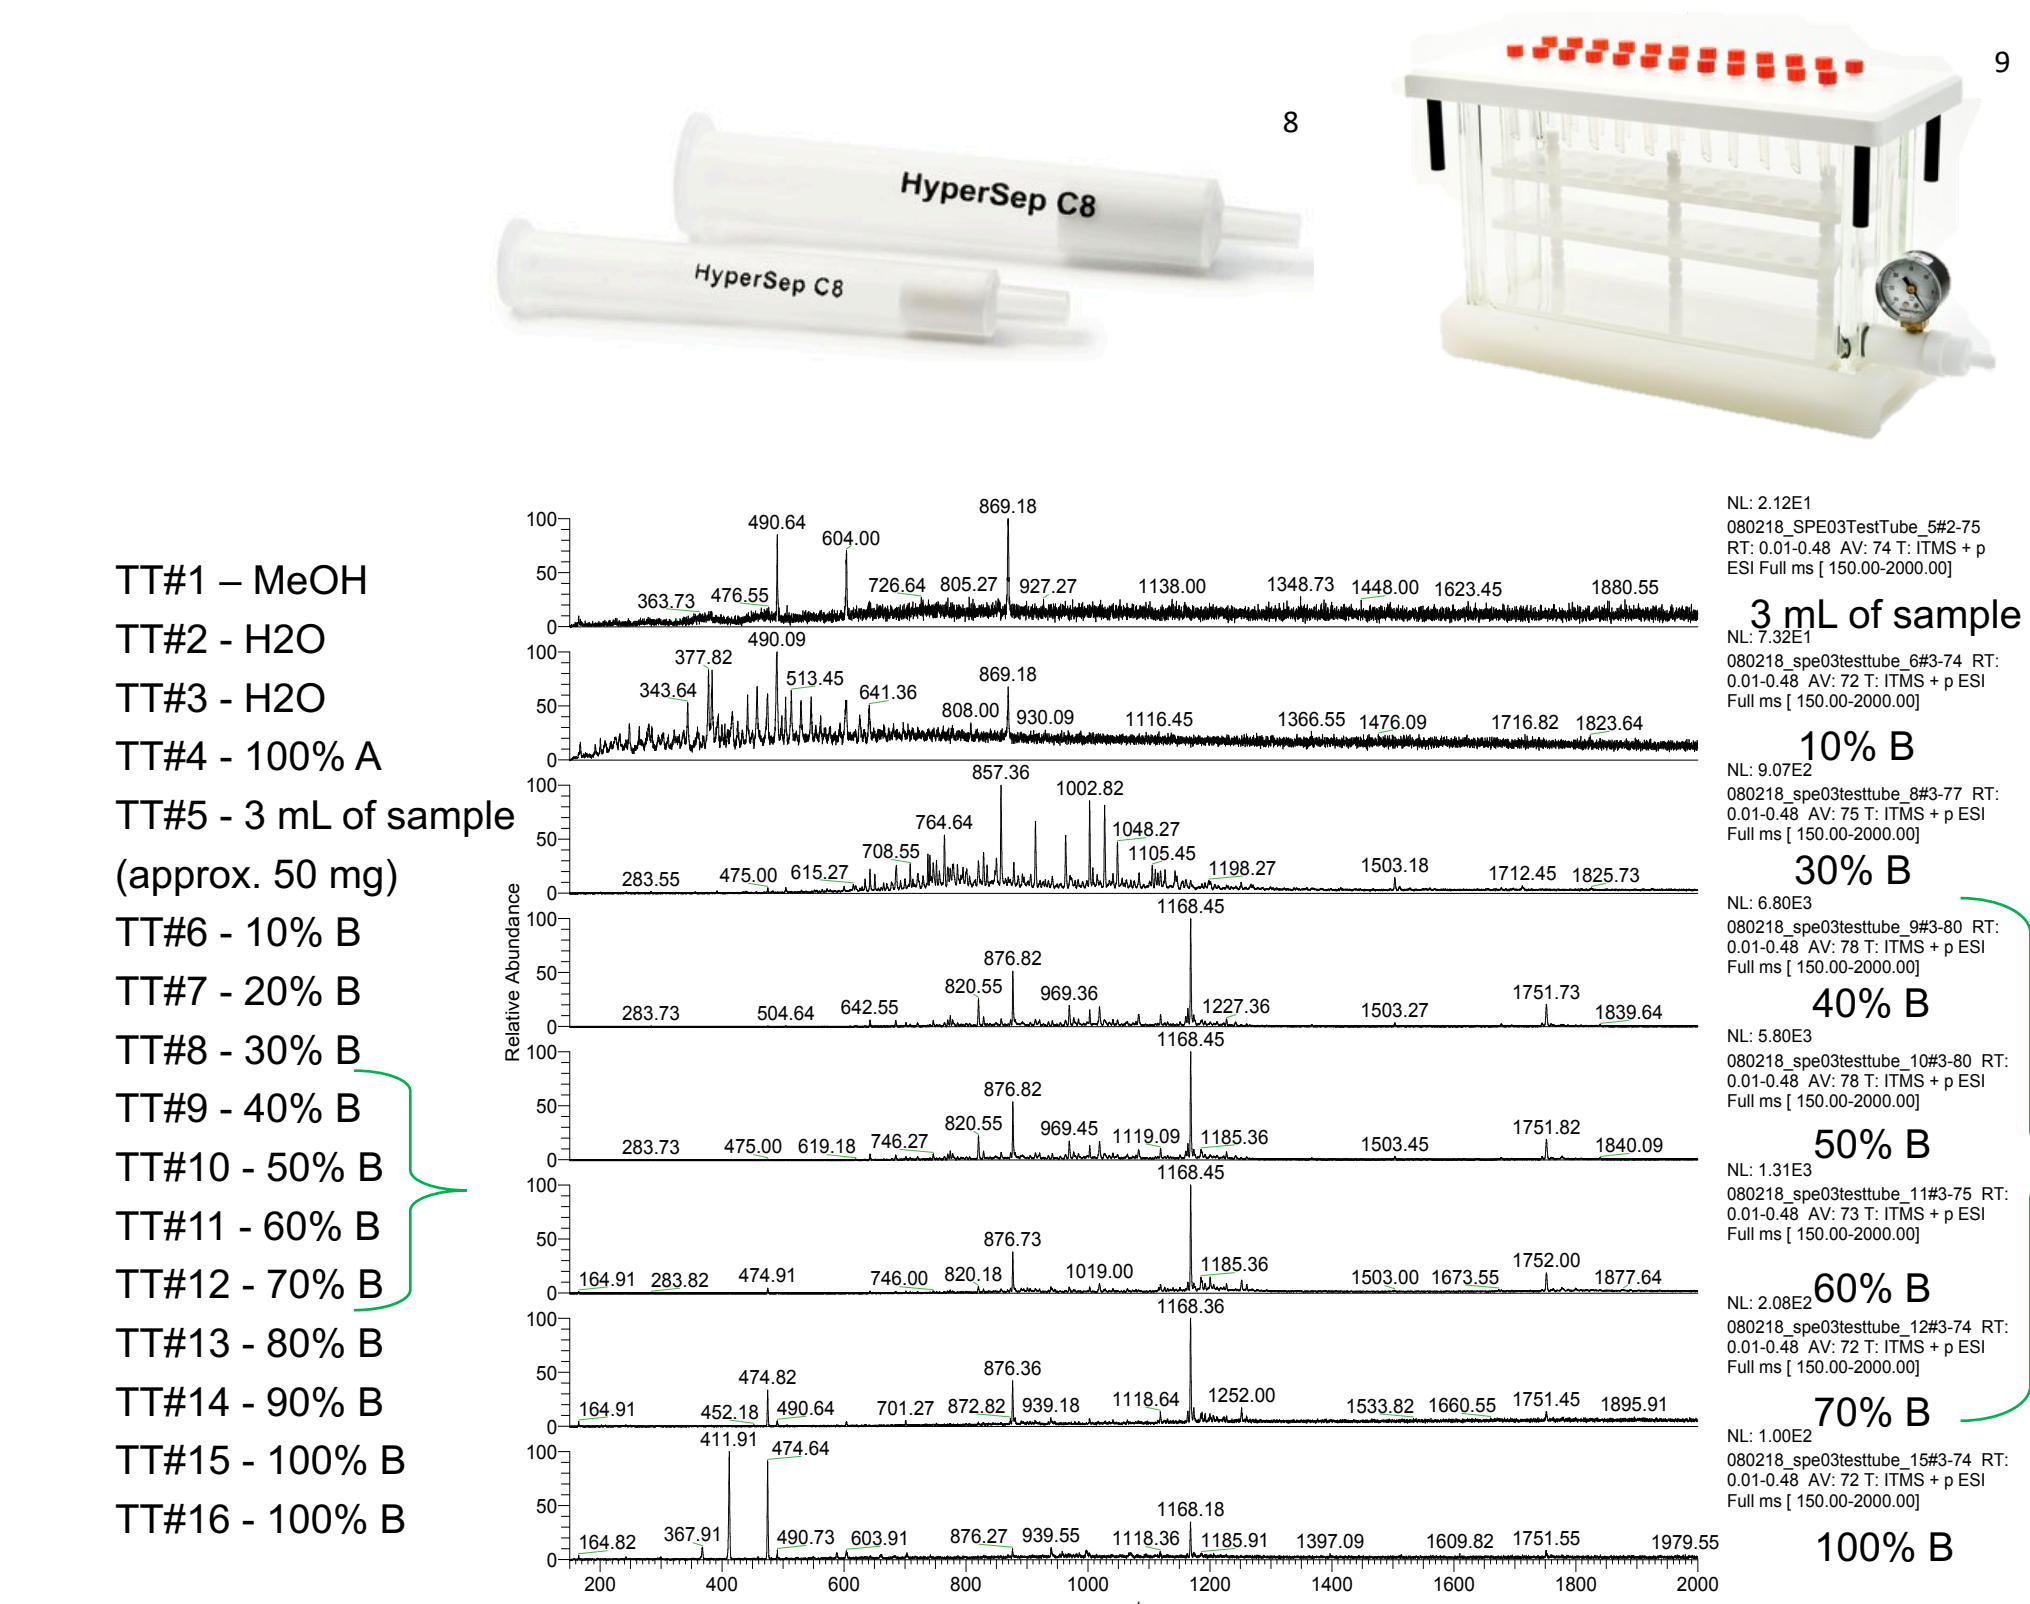 8
9
HyperSep C8
HyperSep C8
TT#1 – MeOH
TT#2 - H2O
TT#3 - H2O
TT#4 - 100% A
TT#5 - 3 mL of sample
(approx. 50 mg)
TT#6 - 10% B
TT#7 - 20% B
TT#8 - 30% B
TT#9 - 40% B
TT#10 - 50% B
TT#11 - 60% B
TT#12 - 70% B
TT#13 - 80% B
TT#14 - 90% B
TT#15 - 100% B
TT#16 - 100% B
Relative Abundance
100
50
0
363.73 476.55 490.64 604.00 726.64 805.27 869.18 927.27 1138.00 1348.73 1448.00 1623.45 1880.55
NL: 2.12E1
080218_SPE03TestTube_5#2-75
RT: 0.01-0.48 AV: 74 T: ITMS + p
ESI Full ms [ 150.00-2000.00]
3 mL of sample
100
50
0
343.64 377.82 490.09 513.45 641.36 808.00 869.18 930.09 1116.45 1366.55 1476.09 1716.82 1823.64
NL: 7.32E1
080218_spe03testtube_6#3-74 RT:
0.01-0.48 AV: 72 T: ITMS + p ESI
Full ms [ 150.00-2000.00]
10% B
100
50
0
283.55 475.00 615.27 708.55 764.64 857.36 1002.82 1048.27 1105.45 1198.27 1503.18 1712.45 1825.73
NL: 9.07E2
080218_spe03testtube_8#3-77 RT:
0.01-0.48 AV: 75 T: ITMS + p ESI
Full ms [ 150.00-2000.00]
30% B
100
50
0
283.73 504.64 642.55 820.55 876.82 969.36 1168.45 1227.36 1503.27 1751.73 1839.64
NL: 6.80E3
080218_spe03testtube_9#3-80 RT:
0.01-0.48 AV: 78 T: ITMS + p ESI
Full ms [ 150.00-2000.00]
40% B
100
50
0
283.73 475.00 619.18 746.27 820.55 876.82 969.45 1119.09 1168.45 1185.36 1503.45 1751.82 1840.09
NL: 5.80E3
080218_spe03testtube_10#3-80 RT:
0.01-0.48 AV: 78 T: ITMS + p ESI
Full ms [ 150.00-2000.00]
50% B
100
50
0
164.91 283.82 474.91 746.00 820.18 876.73 1019.00 1168.45 1185.36 1503.00 1673.55 1752.00 1877.64
NL: 1.31E3
080218_spe03testtube_11#3-75 RT:
0.01-0.48 AV: 73 T: ITMS + p ESI
Full ms [ 150.00-2000.00]
60% B
100
50
0
164.91 452.18 474.82 490.64 701.27 872.82 876.36 939.18 1118.64 1168.36 1252.00 1533.82 1660.55 1751.45 1895.91
NL: 2.08E2
080218_spe03testtube_12#3-74 RT:
0.01-0.48 AV: 72 T: ITMS + p ESI
Full ms [ 150.00-2000.00]
70% B
100
50
0
164.82 367.91 411.91 474.64 490.73 603.91 876.27 939.55 1118.36 1168.18 1185.91 1397.09 1609.82 1751.55 1979.55
NL: 1.00E2
080218_spe03testtube_15#3-74 RT:
0.01-0.48 AV: 72 T: ITMS + p ESI
Full ms [ 150.00-2000.00]
100% B
200 400 600 800 1000 1200 1400 1600 1800 2000